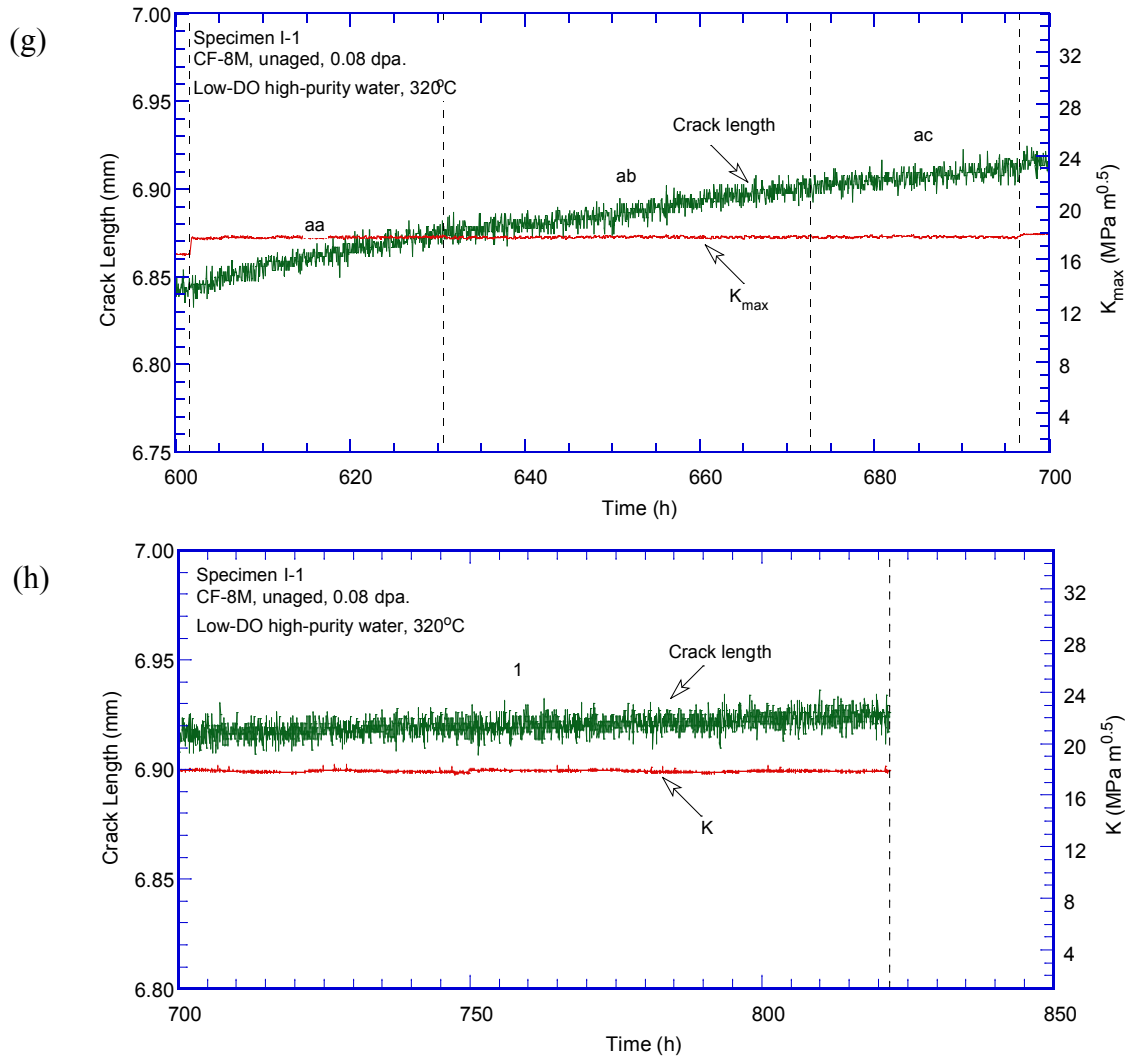 (g)
Specimen I-1
CF-8M, unaged, 0.08 dpa.
Low-DO high-purity water, 320°C
7.00
6.95
6.90
6.85
6.80
6.75
Crack Length (mm)
aa
ab
ac
Crack length
Kmax
32
28
24
20
16
12
8
4
Kmax (MPa m0.5)
600
620
640
660
680
700
Time (h)
(h)
Specimen I-1
CF-8M, unaged, 0.08 dpa.
Low-DO high-purity water, 320°C
7.00
6.95
6.90
6.85
6.80
Crack Length (mm)
1
Crack length
K
32
28
24
20
16
12
8
4
K (MPa m0.5)
700
750
800
850
Time (h)